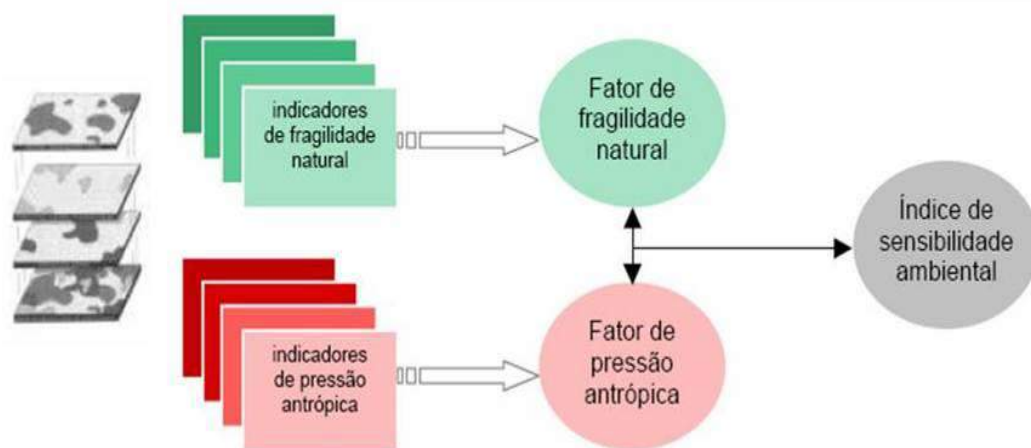 indicadores
de fragilidade
natural
Fator de
fragilidade
natural
Índice de
sensibilidade
ambiental
indicadores
de pressão
antrópica
Fator de
pressão
antrópica